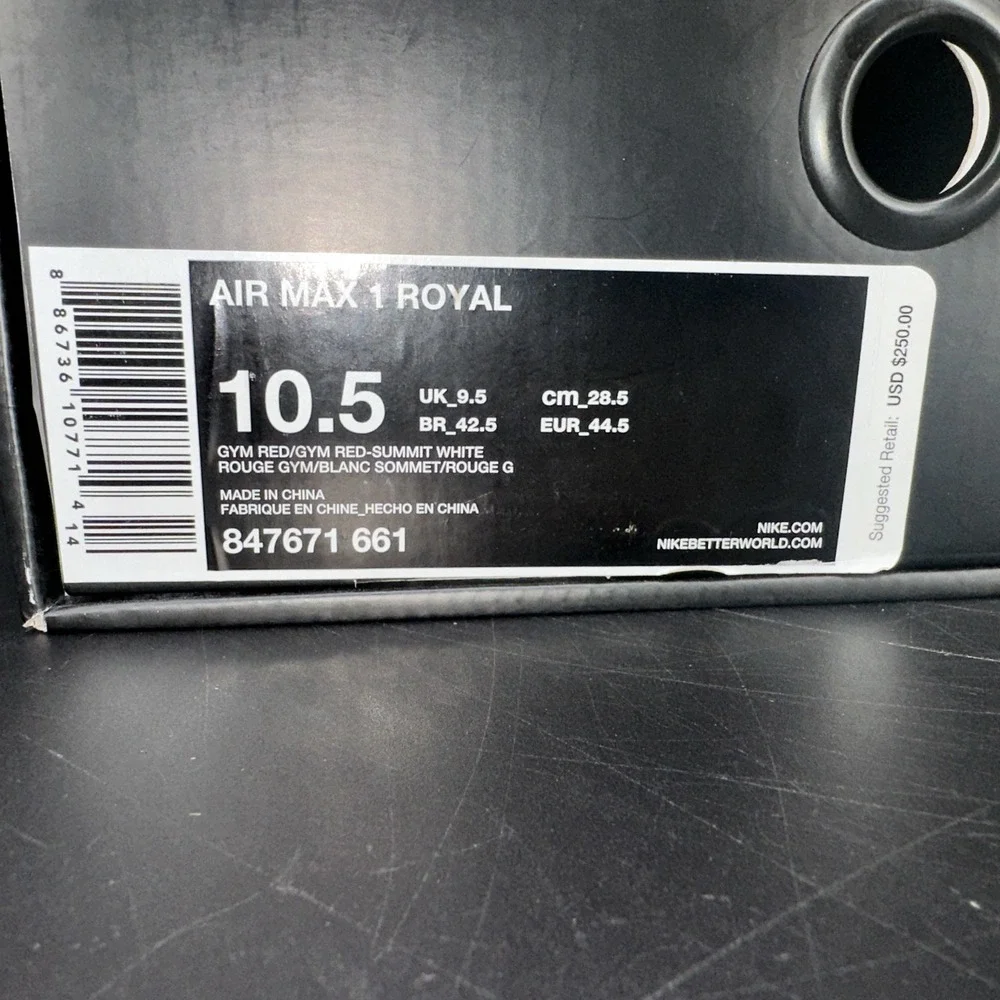 8 86736 10771 4 14
AIR MAX 1 ROYAL
10.5
UK_9.5 cm_28.5
BR_42.5 EUR_44.5
GYM RED/GYM RED-SUMMIT WHITE
ROUGE GYM/BLANC SOMMET/ROUGE G
MADE IN CHINA
FABRIQUE EN CHINE_HECHO EN CHINA
847671 661
NIKE.COM
NIKEBETTERWORLD.COM
Suggested Retail: USD $250.00